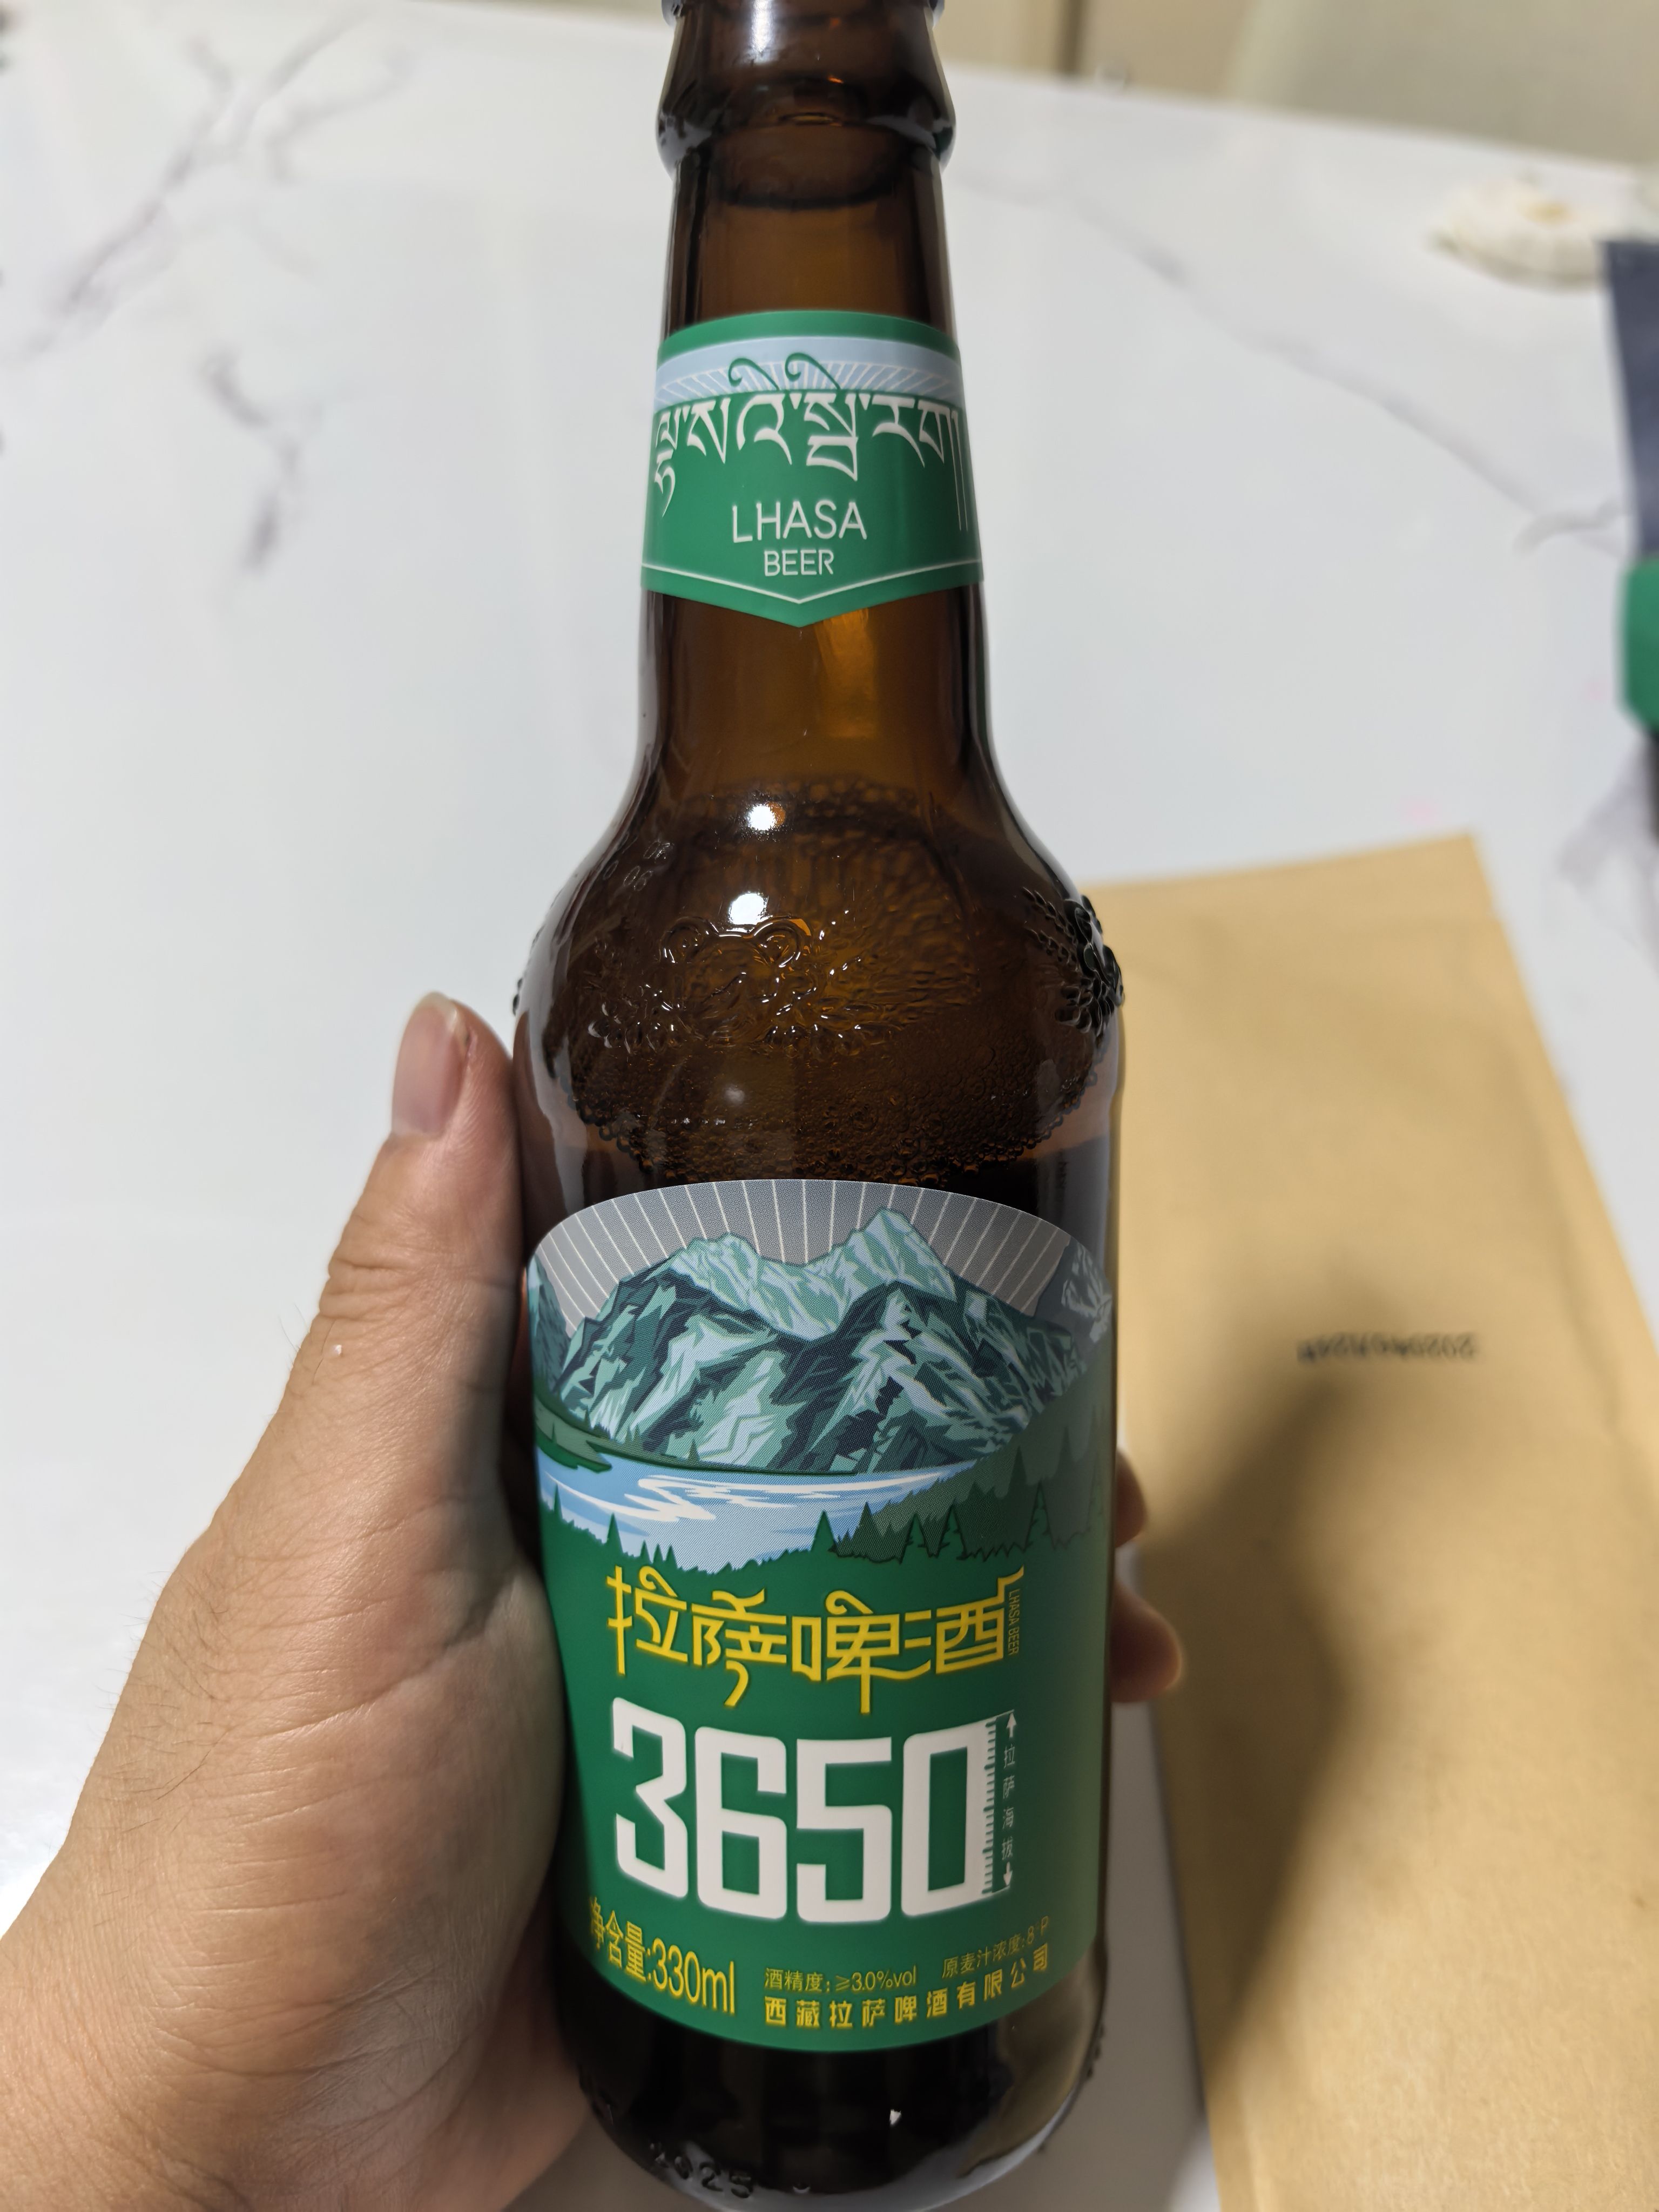 ལྷ་སའི་སྦྱོ་རག
LHASA
BEER
拉萨啤酒
LHASA BEER
3650
拉萨海拔
净含量:330ml
酒精度:≥3.0%vol 原麦汁浓度:8°P
西藏拉萨啤酒有限公司
2025